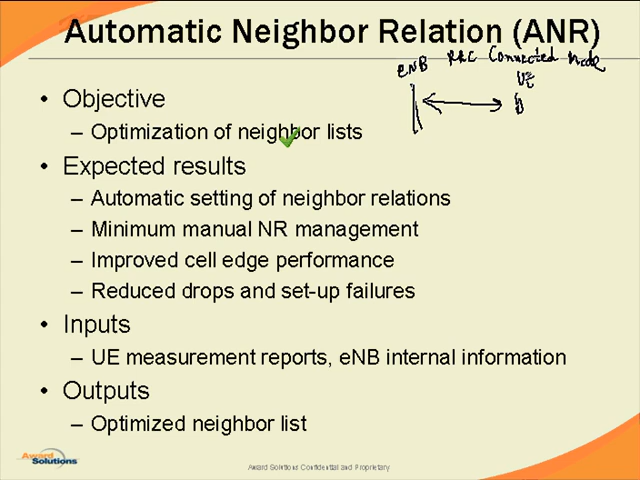 Automatic Neighbor Relation (ANR)
eNB RRC Connected Mode
UE
• Objective
– Optimization of neighbor lists
• Expected results
– Automatic setting of neighbor relations
– Minimum manual NR management
– Improved cell edge performance
– Reduced drops and set-up failures
• Inputs
– UE measurement reports, eNB internal information
• Outputs
– Optimized neighbor list
Award Solutions
Award Solutions Confidential and Proprietary